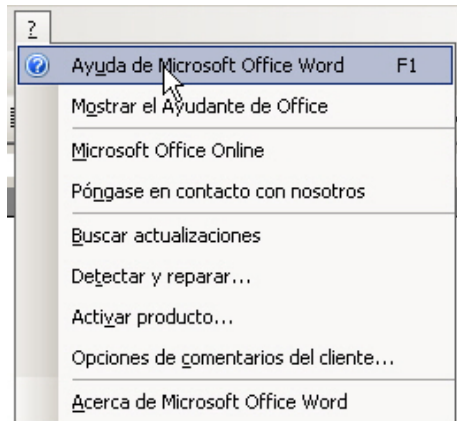 ?
Ayuda de Microsoft Office Word F1
Mostrar el Ayudante de Office
Microsoft Office Online
Póngase en contacto con nosotros
Buscar actualizaciones
Detectar y reparar...
Activar producto...
Opciones de comentarios del cliente...
Acerca de Microsoft Office Word